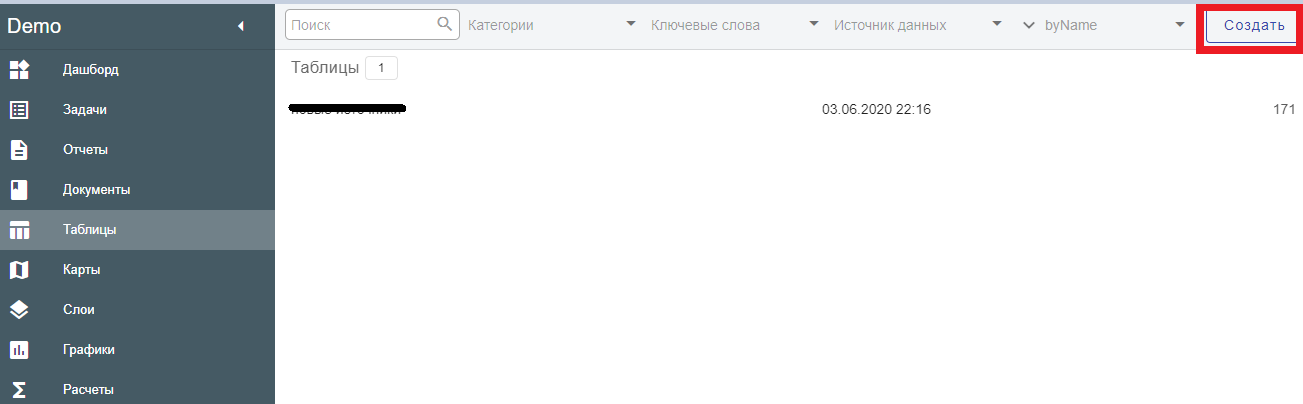 Demo
Поиск
Категории
Ключевые слова
Источник данных
byName
Создать
Дашборд
Задачи
Отчеты
Документы
Таблицы
Карты
Слои
Графики
Расчеты
Таблицы 1
03.06.2020 22:16
171